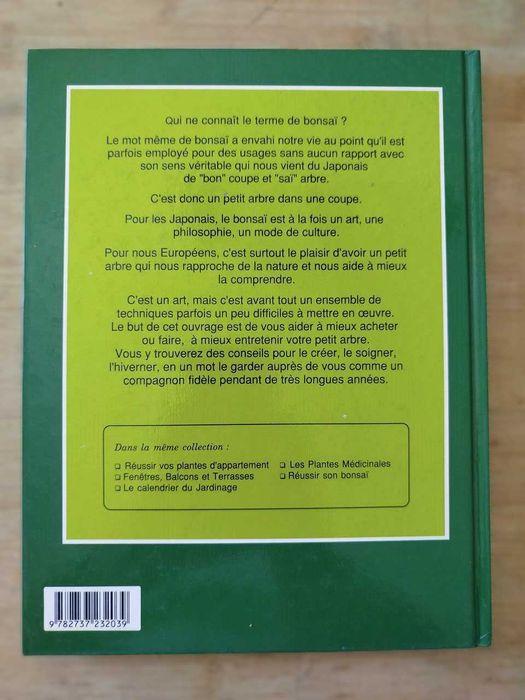 Qui ne connaît le terme de bonsaï ?
Le mot même de bonsaï a envahi notre vie au point qu'il est
parfois employé pour des usages sans aucun rapport avec
son sens véritable qui nous vient du Japonais
de "bon" coupe et "saï" arbre.
C'est donc un petit arbre dans une coupe.
Pour les Japonais, le bonsaï est à la fois un art, une
philosophie, un mode de culture.
Pour nous Européens, c'est surtout le plaisir d'avoir un petit
arbre qui nous rapproche de la nature et nous aide à mieux
la comprendre.
C'est un art, mais c'est avant tout un ensemble de
techniques parfois un peu difficiles à mettre en œuvre.
Le but de cet ouvrage est de vous aider à mieux acheter
ou faire, à mieux entretenir votre petit arbre.
Vous y trouverez des conseils pour le créer, le soigner,
l'hiverner, en un mot le garder auprès de vous comme un
compagnon fidèle pendant de très longues années.
Dans la même collection :
❏ Réussir vos plantes d'appartement ❏ Les Plantes Médicinales
❏ Fenêtres, Balcons et Terrasses ❏ Réussir son bonsaï
❏ Le calendrier du Jardinage
9 782737 232039